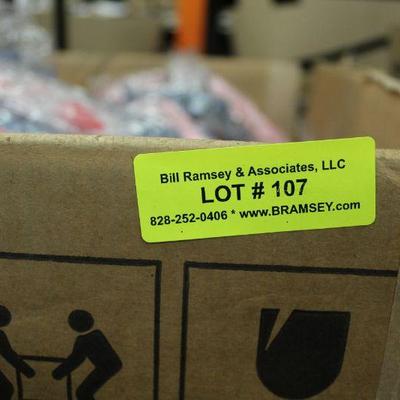 Bill Ramsey & Associates, LLC
LOT # 107
828-252-0406 * www.BRAMSEY.com